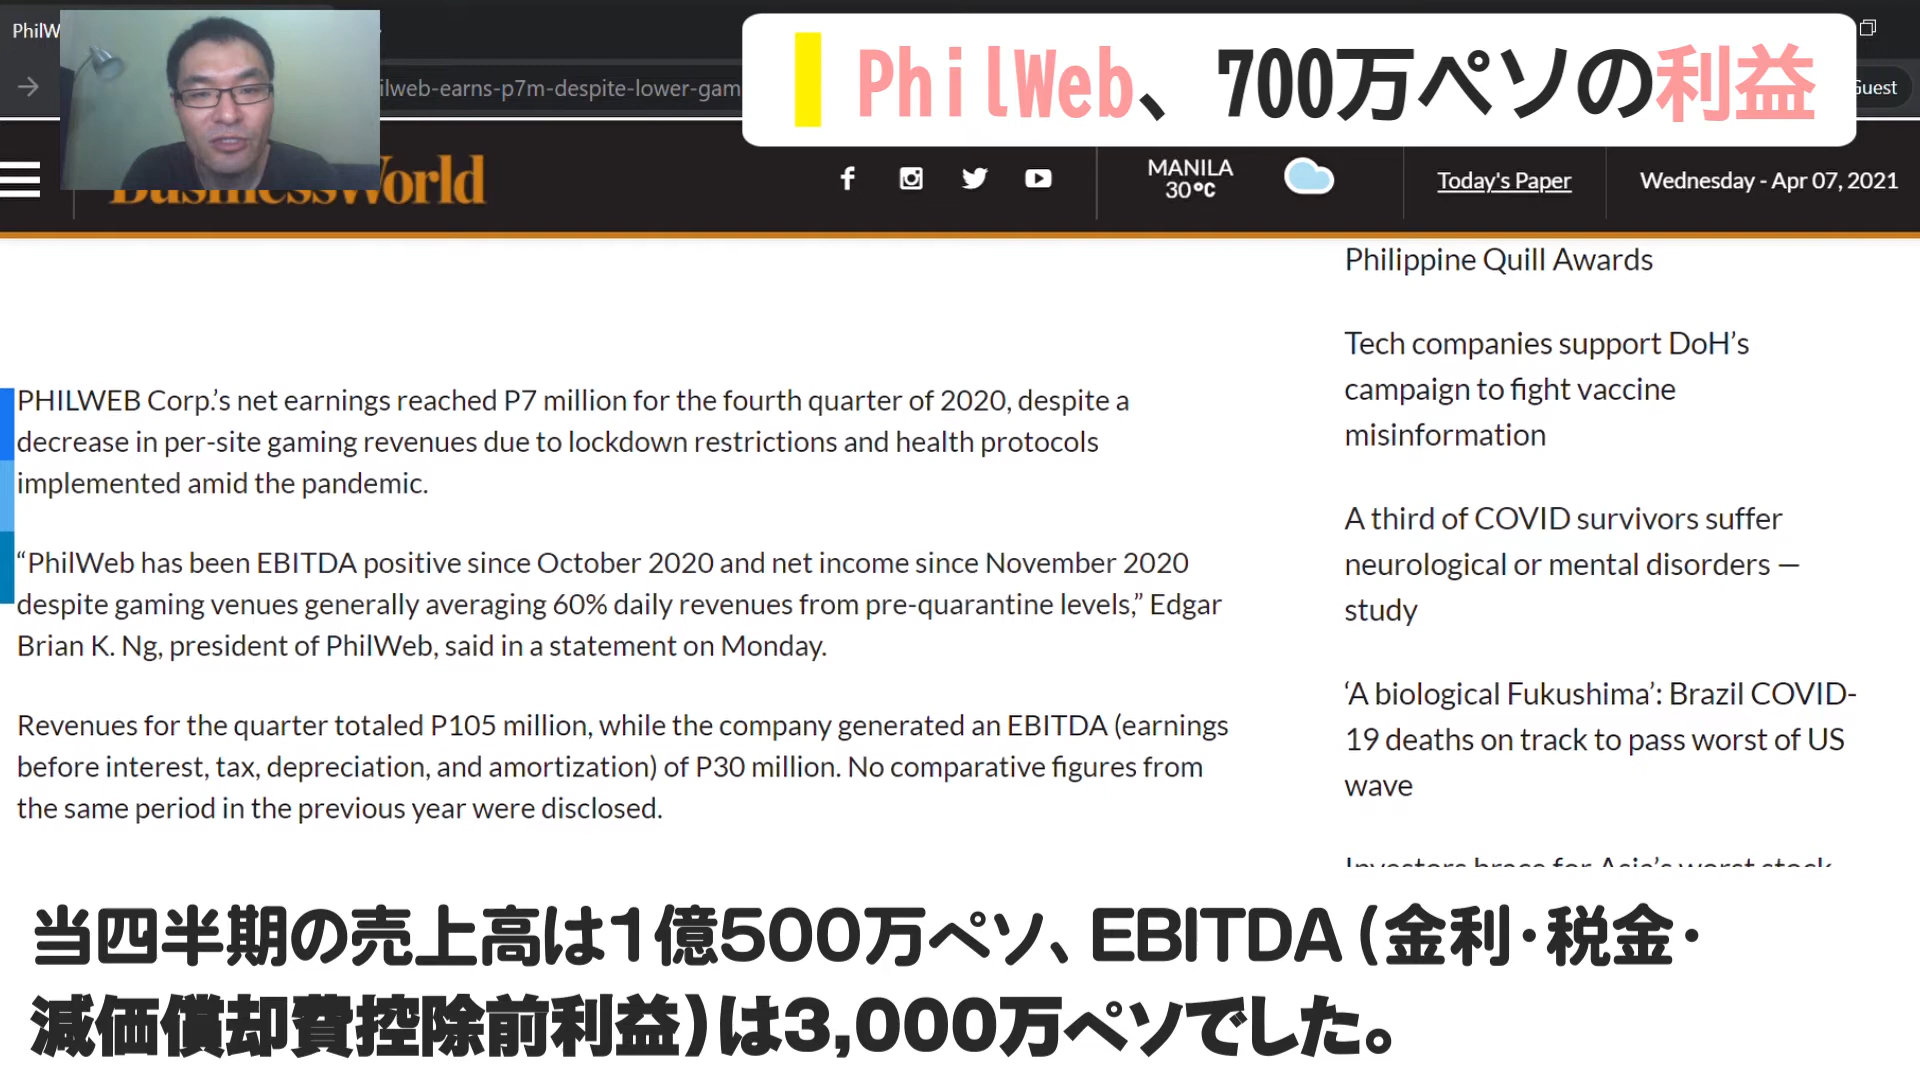 PhilW
ilweb-earns-p7m-despite-lower-gam
PhilWeb、700万ペソの利益
Guest
BusinessWorld
MANILA
30°C
Today's Paper
Wednesday - Apr 07, 2021
Philippine Quill Awards
Tech companies support DoH’s
campaign to fight vaccine
misinformation
A third of COVID survivors suffer
neurological or mental disorders —
study
‘A biological Fukushima’: Brazil COVID-
19 deaths on track to pass worst of US
wave
Investors brace for Asia’s worst stock
PHILWEB Corp.’s net earnings reached P7 million for the fourth quarter of 2020, despite a
decrease in per-site gaming revenues due to lockdown restrictions and health protocols
implemented amid the pandemic.
“PhilWeb has been EBITDA positive since October 2020 and net income since November 2020
despite gaming venues generally averaging 60% daily revenues from pre-quarantine levels,” Edgar
Brian K. Ng, president of PhilWeb, said in a statement on Monday.
Revenues for the quarter totaled P105 million, while the company generated an EBITDA (earnings
before interest, tax, depreciation, and amortization) of P30 million. No comparative figures from
the same period in the previous year were disclosed.
当四半期の売上高は1億500万ペソ、EBITDA（金利・税金・
減価償却費控除前利益）は3,000万ペソでした。